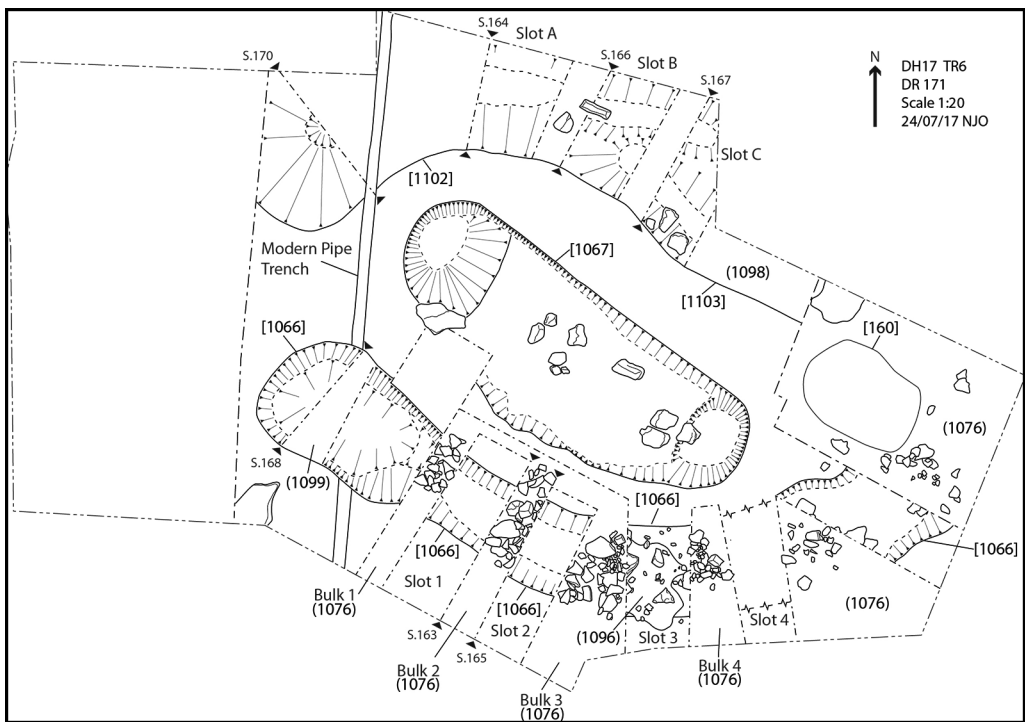 S.164
Slot A
S.170
S.166
Slot B
S.167
N
DH17 TR6
DR 171
Scale 1:20
24/07/17 NJO
Slot C
[1102]
Modern Pipe
Trench
[1067]
(1098)
[1103]
[1066]
[160]
(1076)
S.168
(1099)
[1066]
[1066]
[1066]
Bulk 1
(1076)
Slot 1
[1066]
(1076)
S.163
Slot 2
(1096)
Slot 3
Slot 4
S.165
Bulk 2
(1076)
Bulk 4
(1076)
Bulk 3
(1076)